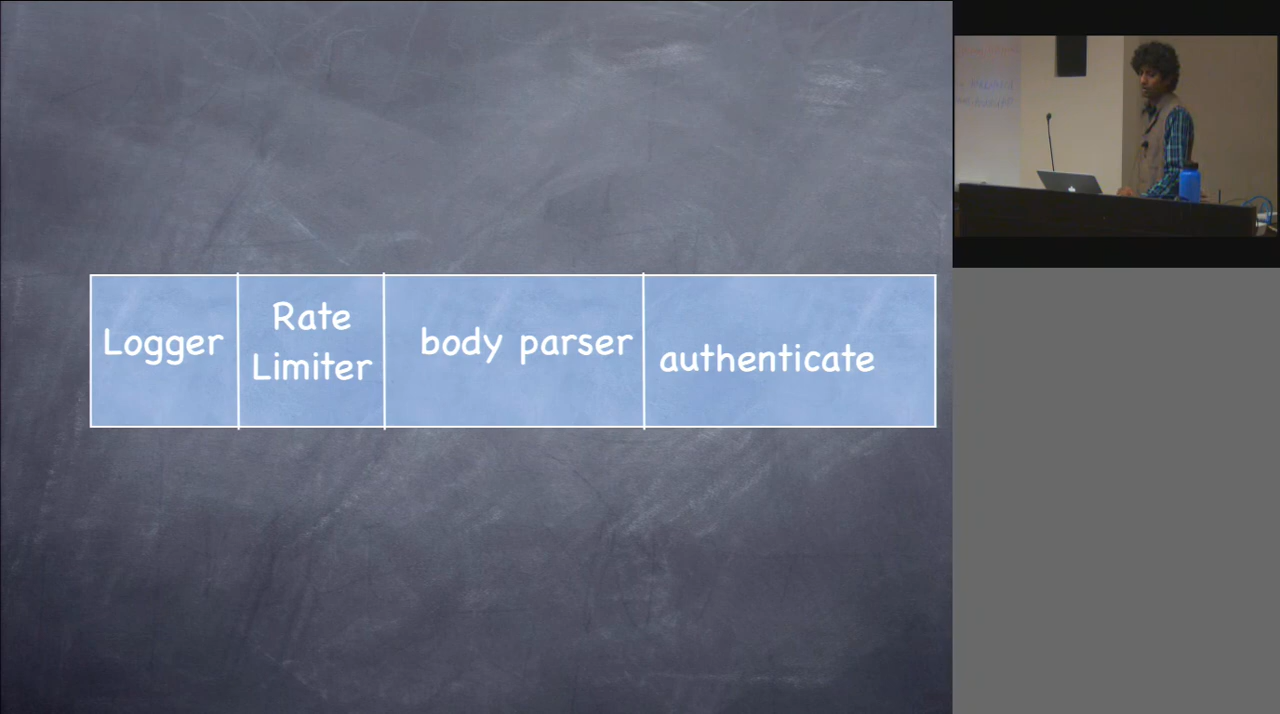 Logger
Rate
Limiter
body parser
authenticate